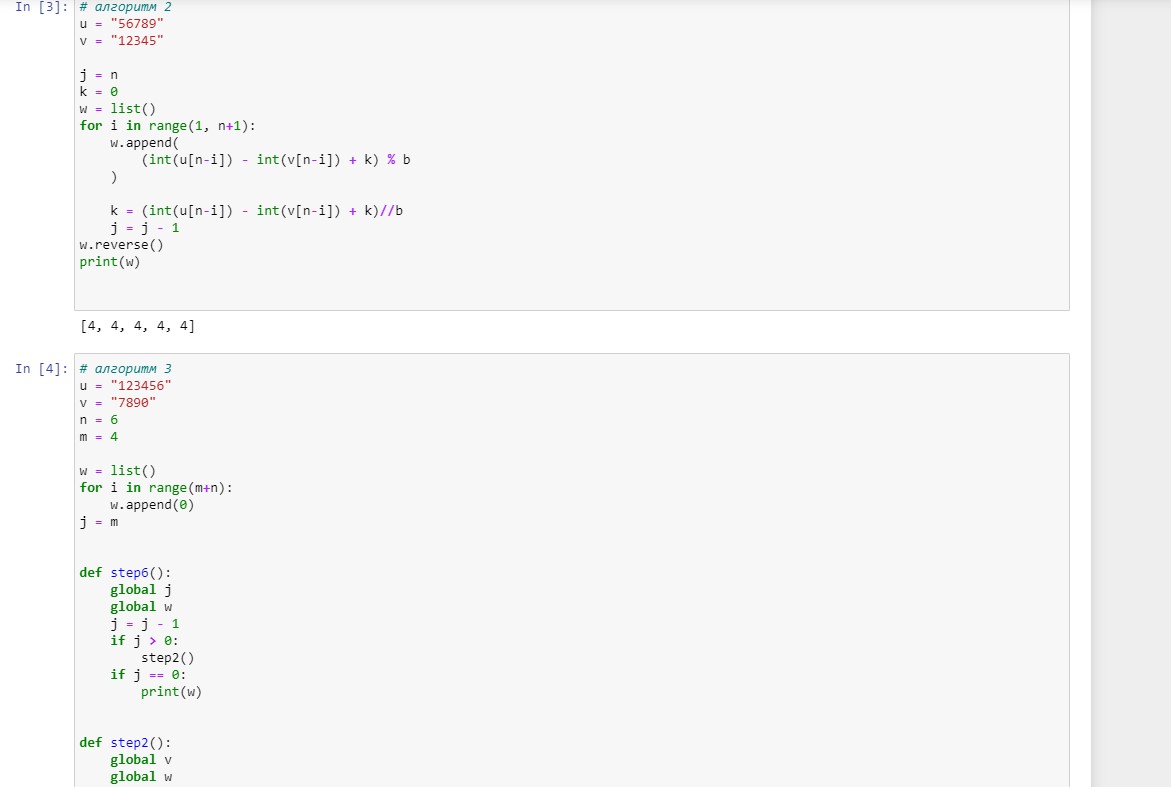 In [3]: # алгоритм 2
u = "56789"
v = "12345"
j = n
k = 0
w = list()
for i in range(1, n+1):
    w.append(
        (int(u[n-i]) - int(v[n-i]) + k) % b
    )
    k = (int(u[n-i]) - int(v[n-i]) + k)//b
    j = j - 1
w.reverse()
print(w)
[4, 4, 4, 4, 4]
In [4]: # алгоритм 3
u = "123456"
v = "7890"
n = 6
m = 4
w = list()
for i in range(m+n):
    w.append(0)
j = m
def step6():
    global j
    global w
    j = j - 1
    if j > 0:
        step2()
    if j == 0:
        print(w)
def step2():
    global v
    global w